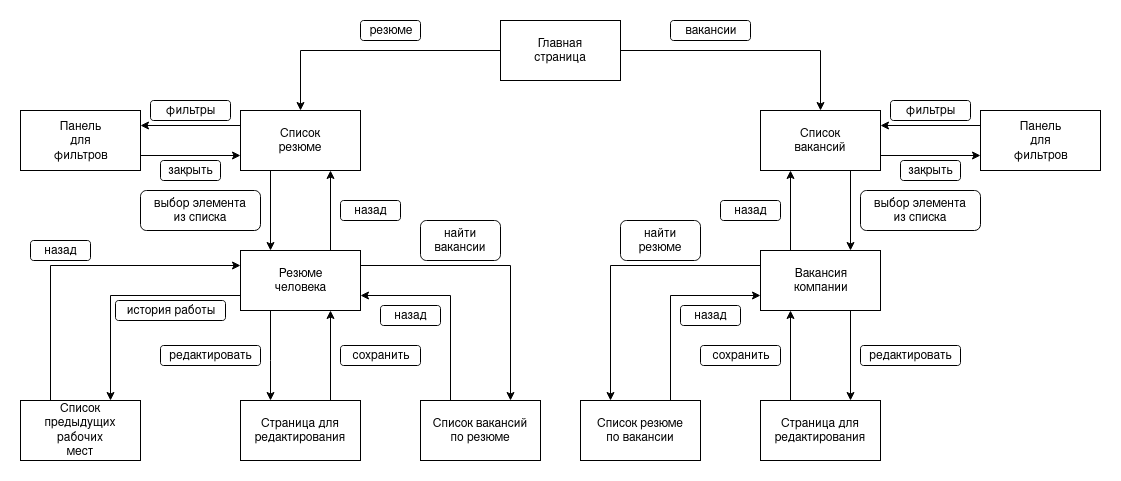 резюме
Главная
страница
вакансии
фильтры
Панель
для
фильтров
Список
резюме
закрыть
Список
вакансий
фильтры
Панель
для
фильтров
закрыть
выбор элемента
из списка
назад
назад
выбор элемента
из списка
назад
найти
вакансии
найти
резюме
Резюме
человека
Вакансия
компании
история работы
назад
назад
редактировать
сохранить
сохранить
редактировать
Список
предыдущих
рабочих
мест
Страница для
редактирования
Список вакансий
по резюме
Список резюме
по вакансии
Страница для
редактирования